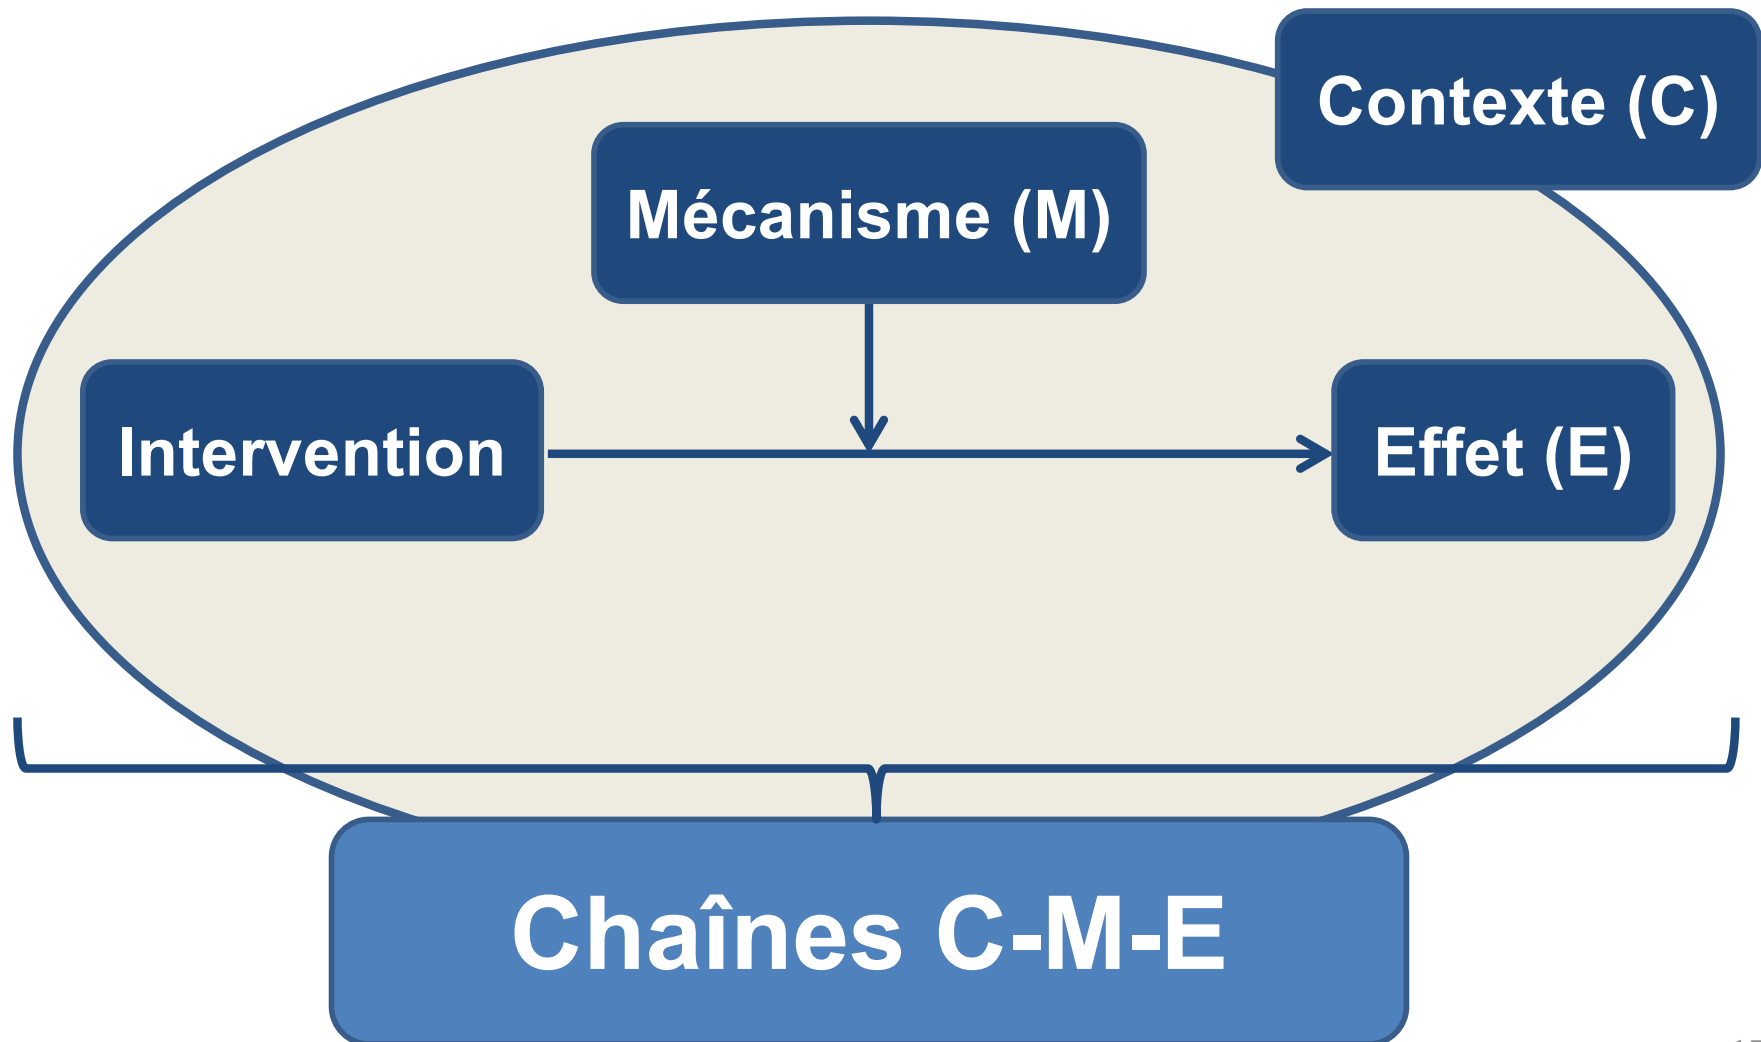 Contexte (C)
Mécanisme (M)
Intervention
Effet (E)
Chaînes C-M-E